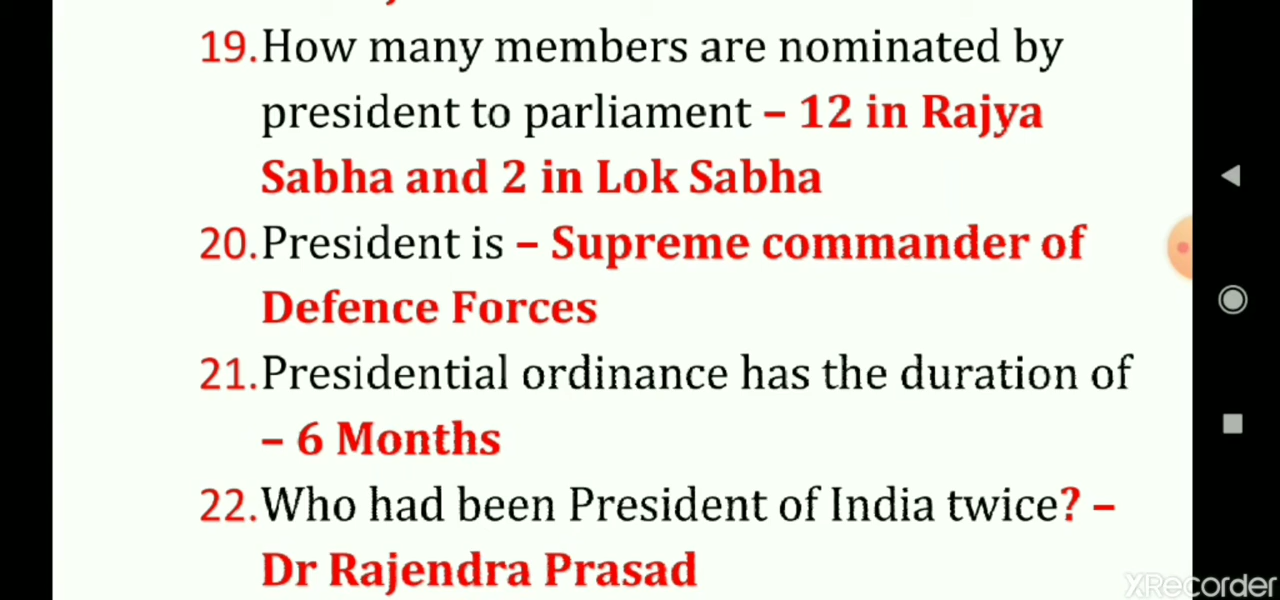 19.How many members are nominated by
president to parliament – 12 in Rajya
Sabha and 2 in Lok Sabha
20.President is – Supreme commander of
Defence Forces
21.Presidential ordinance has the duration of
– 6 Months
22.Who had been President of India twice? –
Dr Rajendra Prasad
XRecorder